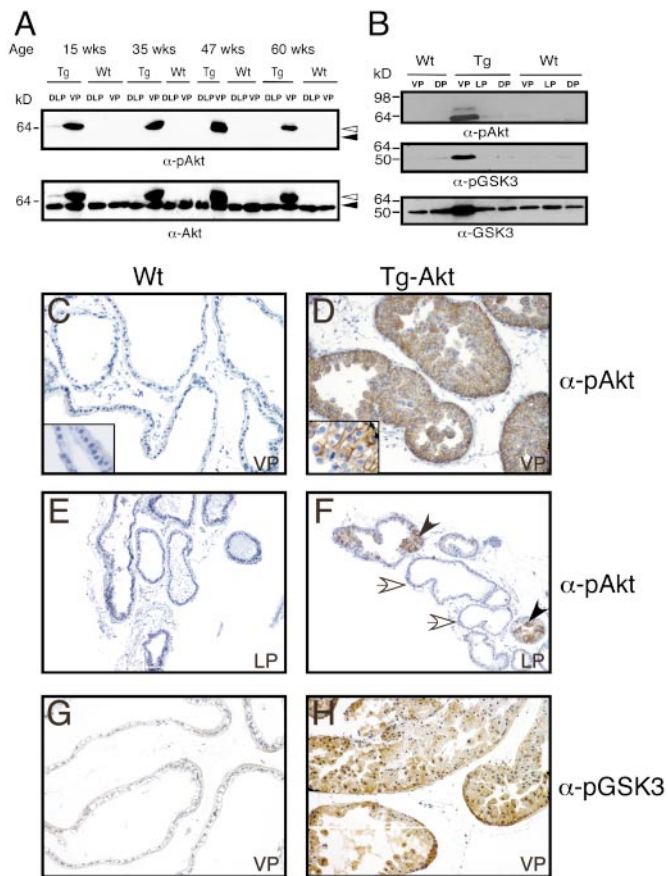 A
Age 15 wks 35 wks 47 wks 60 wks
Tg Wt Tg Wt Tg Wt Tg Wt
kD DLP VP DLP VP DLP VP DLP VP DLP VP DLP VP DLP VP DLP VP
64
α-pAkt
64
α-Akt
B
Wt Tg Wt
kD VP DP VP LP DP VP LP DP
98
64
α-pAkt
64
50
α-pGSK3
64
50
α-GSK3
Wt Tg-Akt
C VP
D VP
α-pAkt
E LP
F LP
α-pAkt
G VP
H VP
α-pGSK3